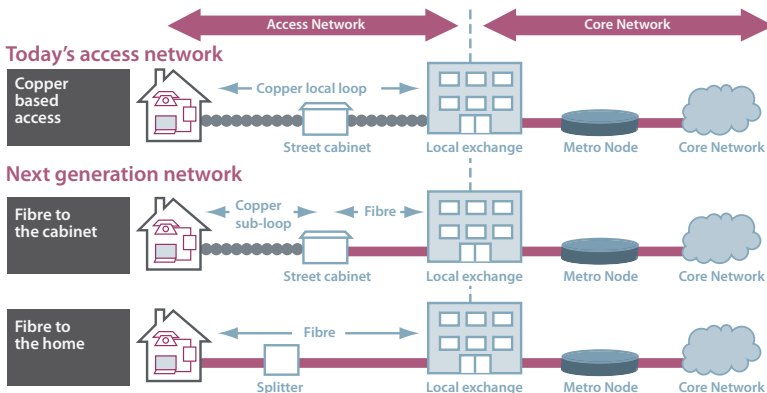 Access Network
Core Network
Today's access network
Copper
based
access
Copper local loop
Street cabinet
Local exchange
Metro Node
Core Network
Next generation network
Fibre to
the cabinet
Copper
sub-loop
Fibre
Street cabinet
Local exchange
Metro Node
Core Network
Fibre to
the home
Fibre
Splitter
Local exchange
Metro Node
Core Network